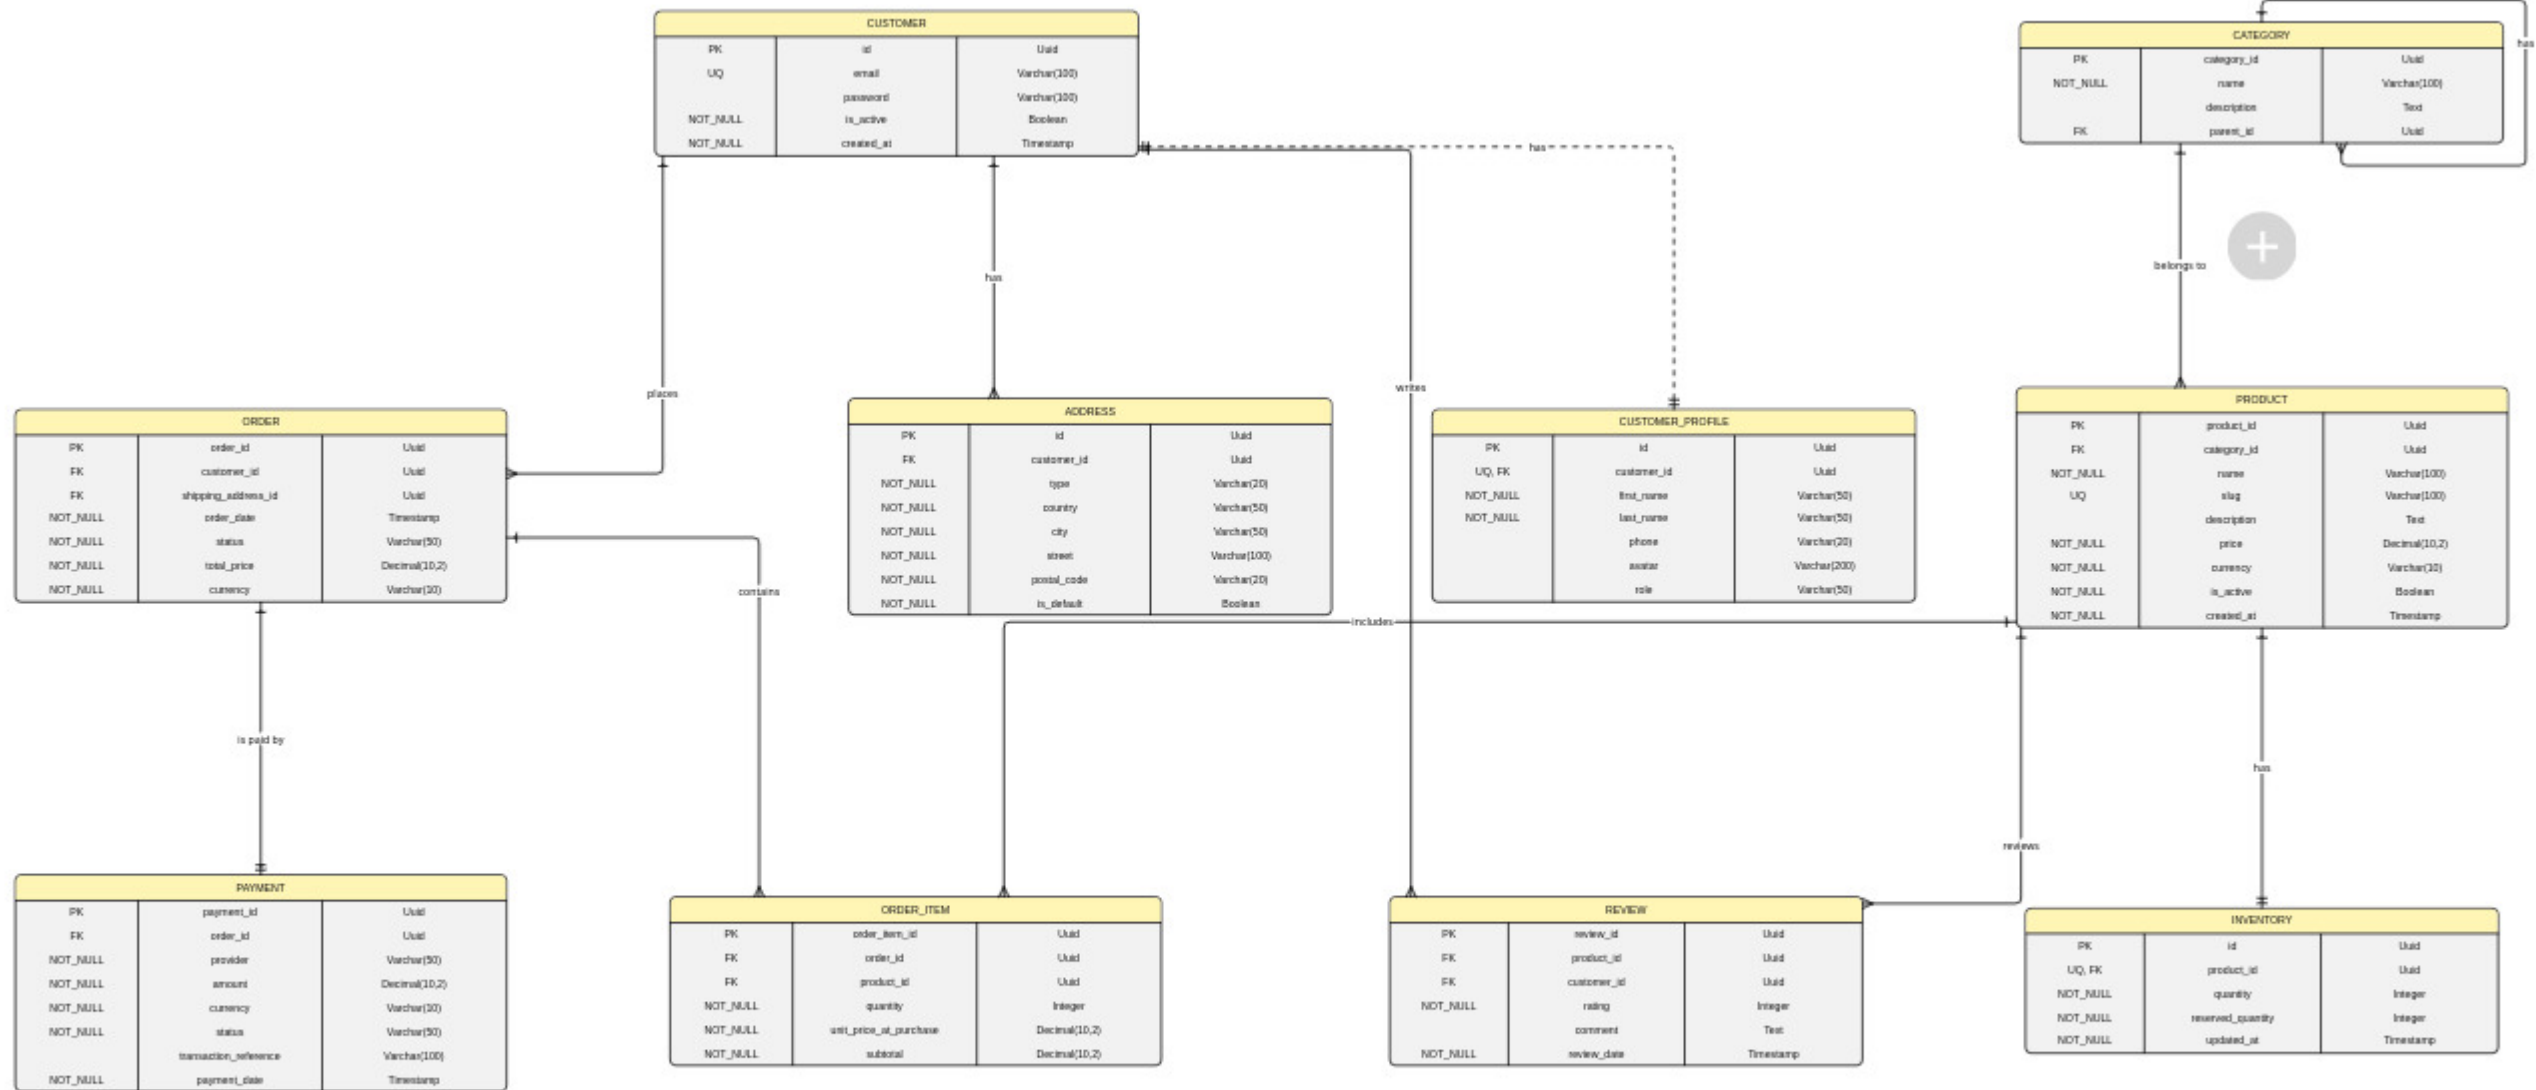 CUSTOMER
PK id Uuid
UQ email Varchar(100)
password Varchar(100)
NOT_NULL is_active Boolean
NOT_NULL created_at Timestamp
CATEGORY
PK category_id Uuid
NOT_NULL name Varchar(100)
description Text
FK parent_id Uuid
has
has
belongs to
has
places
writes
ORDER
PK order_id Uuid
FK customer_id Uuid
FK shipping_address_id Uuid
NOT_NULL order_date Timestamp
NOT_NULL status Varchar(50)
NOT_NULL total_price Decimal(10,2)
NOT_NULL currency Varchar(10)
ADDRESS
PK id Uuid
FK customer_id Uuid
NOT_NULL type Varchar(20)
NOT_NULL country Varchar(50)
NOT_NULL city Varchar(50)
NOT_NULL street Varchar(100)
NOT_NULL postal_code Varchar(20)
NOT_NULL is_default Boolean
CUSTOMER_PROFILE
PK id Uuid
UQ, FK customer_id Uuid
NOT_NULL first_name Varchar(50)
NOT_NULL last_name Varchar(50)
phone Varchar(20)
avatar Varchar(200)
role Varchar(50)
PRODUCT
PK product_id Uuid
FK category_id Uuid
NOT_NULL name Varchar(100)
UQ slug Varchar(100)
description Text
NOT_NULL price Decimal(10,2)
NOT_NULL currency Varchar(10)
NOT_NULL is_active Boolean
NOT_NULL created_at Timestamp
contains
includes
is paid by
has
reviews
PAYMENT
PK payment_id Uuid
FK order_id Uuid
NOT_NULL provider Varchar(50)
NOT_NULL amount Decimal(10,2)
NOT_NULL currency Varchar(10)
NOT_NULL status Varchar(50)
transaction_reference Varchar(100)
NOT_NULL payment_date Timestamp
ORDER_ITEM
PK order_item_id Uuid
FK order_id Uuid
FK product_id Uuid
NOT_NULL quantity Integer
NOT_NULL unit_price_at_purchase Decimal(10,2)
NOT_NULL subtotal Decimal(10,2)
REVIEW
PK review_id Uuid
FK product_id Uuid
FK customer_id Uuid
NOT_NULL rating Integer
comment Text
NOT_NULL review_date Timestamp
INVENTORY
PK id Uuid
UQ, FK product_id Uuid
NOT_NULL quantity Integer
NOT_NULL reserved_quantity Integer
NOT_NULL updated_at Timestamp